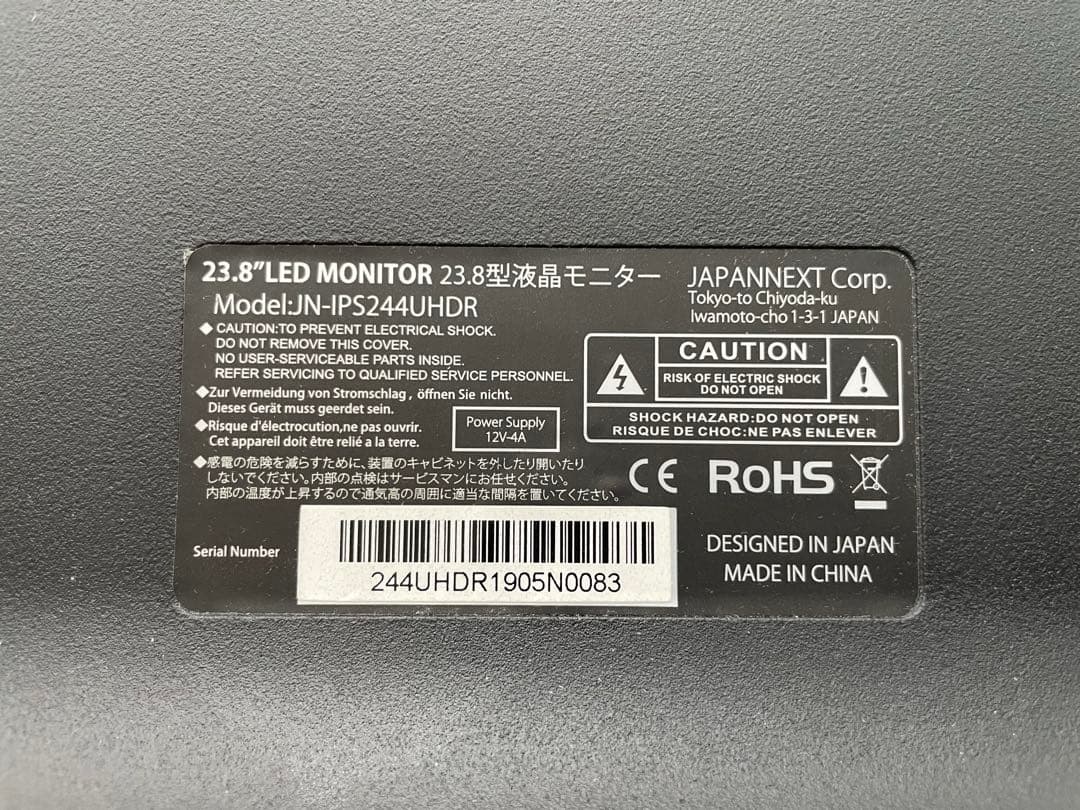 23.8”LED MONITOR 23.8型液晶モニター
Model:JN-IPS244UHDR
JAPANNEXT Corp.
Tokyo-to Chiyoda-ku
Iwamoto-cho 1-3-1 JAPAN
◆ CAUTION:TO PREVENT ELECTRICAL SHOCK.
DO NOT REMOVE THIS COVER.
NO USER-SERVICEABLE PARTS INSIDE.
REFER SERVICING TO QUALIFIED SERVICE PERSONNEL.
◆Zur Vermeidung von Stromschlag , öffnen Sie nicht.
Dieses Gerät muss geerdet sein.
◆Risque d'électrocution,ne pas ouvrir.
Cet appareil doit être relié a la terre.
Power Supply
12V-4A
CAUTION
RISK OF ELECTRIC SHOCK
DO NOT OPEN
SHOCK HAZARD:DO NOT OPEN
RISQUE DE CHOC:NE PAS ENLEVER
◆感電の危険を減らすために、装置のキャビネットを外したり開いたり
しないでください。内部の点検はサービスマンにお任せください。
内部の温度が上昇するので通気高の周囲に適当な間隔を置いてください。
CE RoHS
Serial Number
244UHDR1905N0083
DESIGNED IN JAPAN
MADE IN CHINA